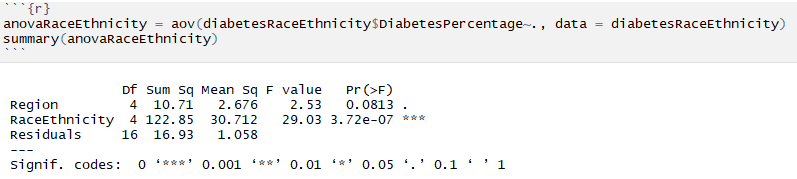 ```{r}
anovaRaceEthnicity = aov(diabetesRaceEthnicity$DiabetesPercentage~., data = diabetesRaceEthnicity)
summary(anovaRaceEthnicity)
```
              Df Sum Sq Mean Sq F value   Pr(>F)
Region         4  10.71   2.676    2.53   0.0813 .
RaceEthnicity  4 122.85  30.712   29.03 3.72e-07 ***
Residuals     16  16.93   1.058
---
Signif. codes:  0 ‘***’ 0.001 ‘**’ 0.01 ‘*’ 0.05 ‘.’ 0.1 ‘ ’ 1